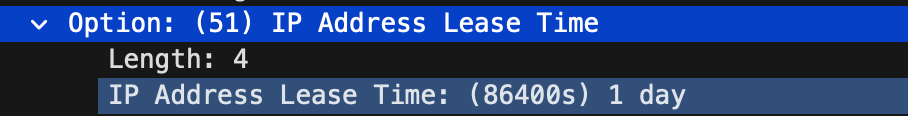 Option: (51) IP Address Lease Time
Length: 4
IP Address Lease Time: (86400s) 1 day